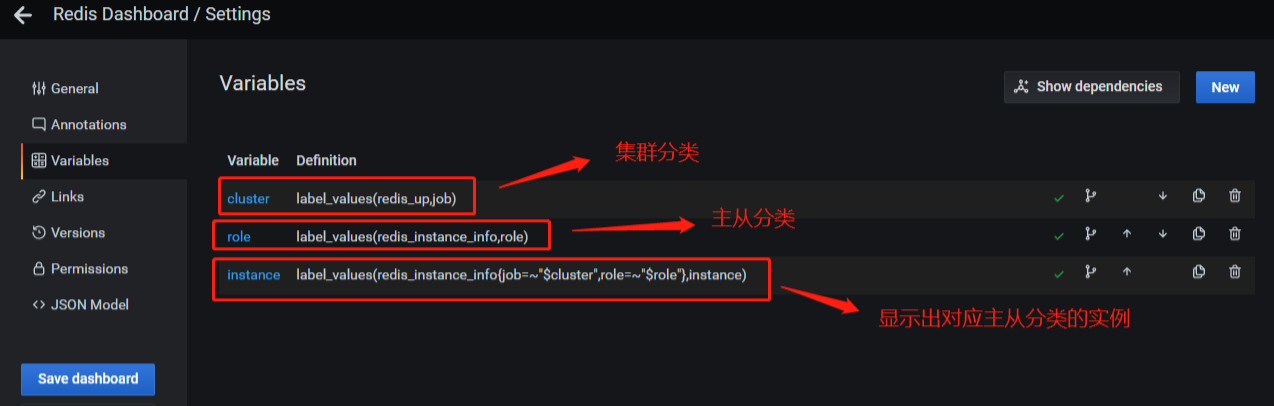 Redis Dashboard / Settings
General
Annotations
Variables
Links
Versions
Permissions
JSON Model
Save dashboard
Variables
Show dependencies
New
Variable Definition
集群分类
cluster label_values(redis_up,job)
主从分类
role label_values(redis_instance_info,role)
instance label_values(redis_instance_info{job=~"$cluster",role=~"$role"},instance)
显示出对应主从分类的实例